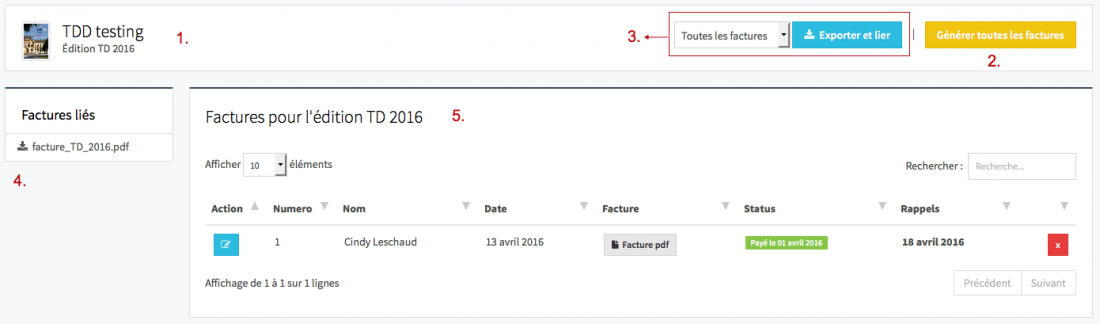 TDD testing
Édition TD 2016
1.
3.
Toutes les factures
Exporter et lier
Générer toutes les factures
2.
Factures liés
facture_TD_2016.pdf
4.
Factures pour l'édition TD 2016
5.
Afficher 10 éléments
Rechercher : Recherche...
Action Numero Nom Date Facture Status Rappels
1 Cindy Leschaud 13 avril 2016 Facture pdf Payé le 01 avril 2016 18 avril 2016 x
Affichage de 1 à 1 sur 1 lignes
Précédent Suivant